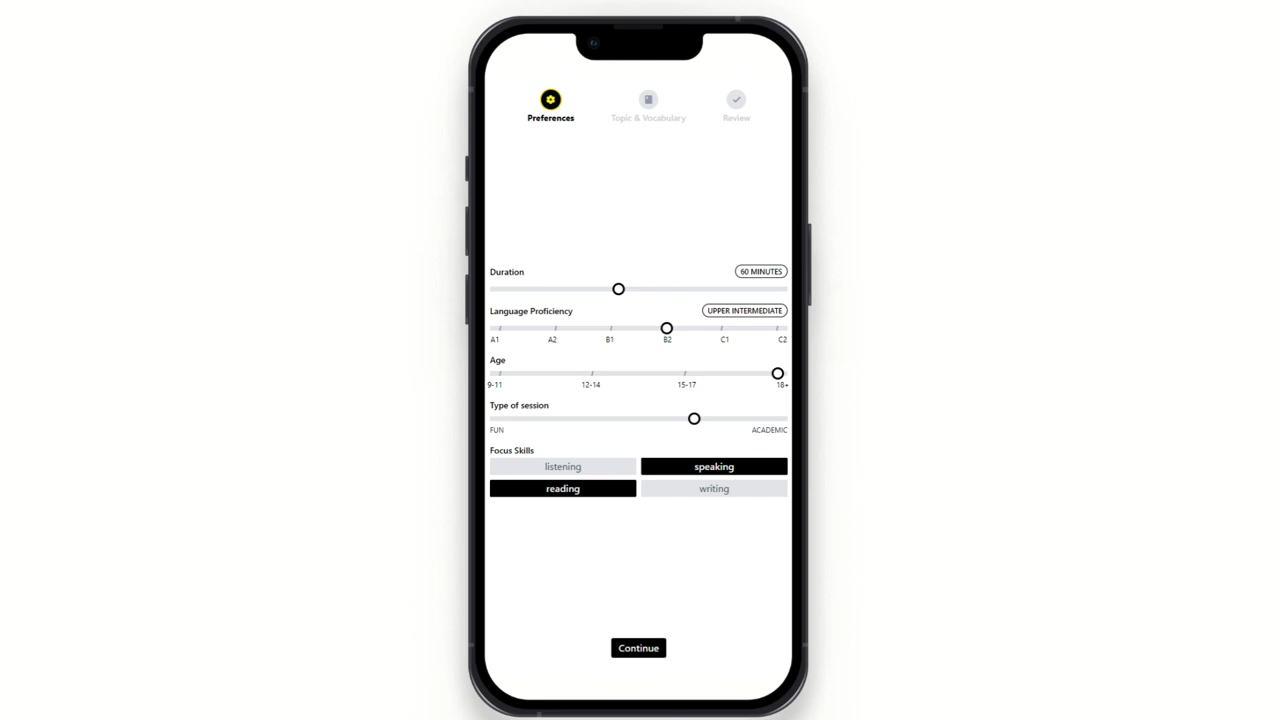 Preferences Topic & Vocabulary Review
Duration 60 MINUTES
Language Proficiency UPPER INTERMEDIATE
A1 A2 B1 B2 C1 C2
Age
9-11 12-14 15-17 18+
Type of session
FUN ACADEMIC
Focus Skills
listening speaking
reading writing
Continue